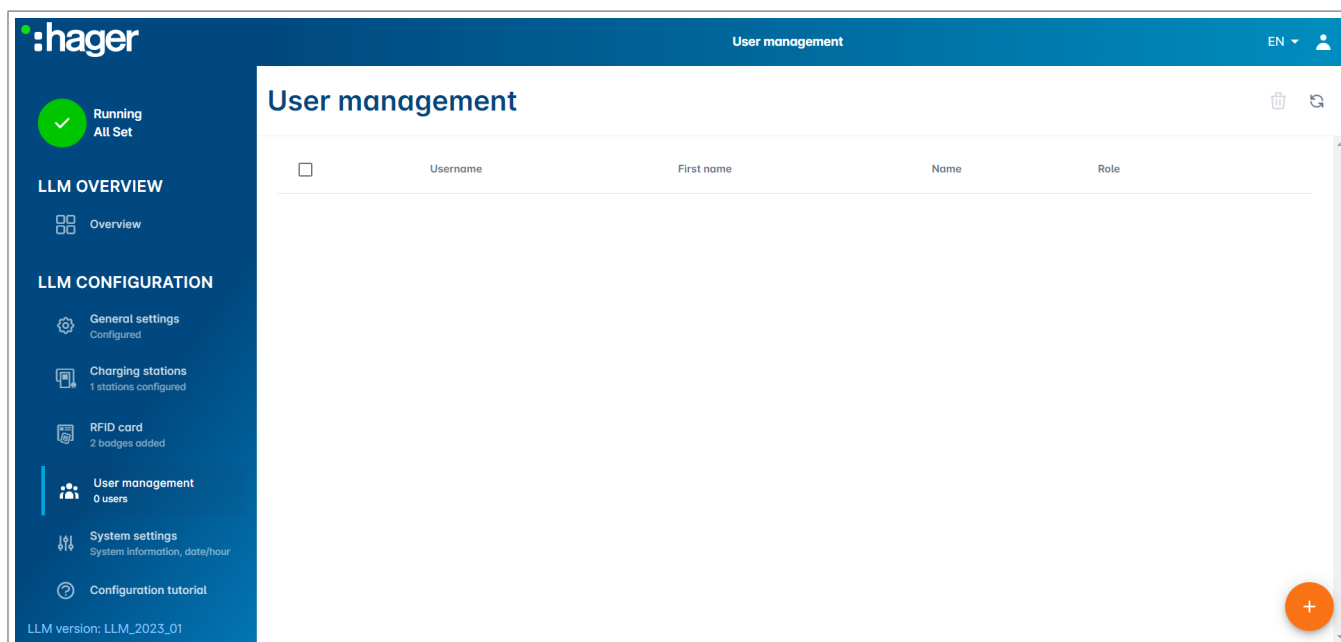 :hager
User management
EN
Running
All Set
User management
Username First name Name Role
LLM OVERVIEW
Overview
LLM CONFIGURATION
General settings
Configured
Charging stations
1 stations configured
RFID card
2 badges added
User management
0 users
System settings
System information, date/hour
Configuration tutorial
LLM version: LLM_2023_01